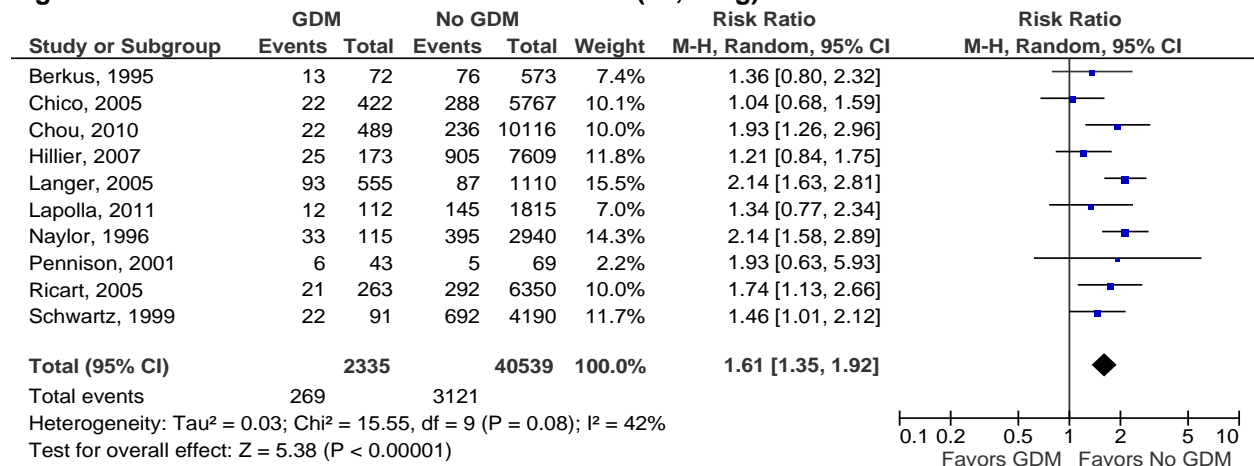 GDM No GDM Risk Ratio Risk Ratio
Study or Subgroup Events Total Events Total Weight M-H, Random, 95% CI M-H, Random, 95% CI
Berkus, 1995 13 72 76 573 7.4% 1.36 [0.80, 2.32]
Chico, 2005 22 422 288 5767 10.1% 1.04 [0.68, 1.59]
Chou, 2010 22 489 236 10116 10.0% 1.93 [1.26, 2.96]
Hillier, 2007 25 173 905 7609 11.8% 1.21 [0.84, 1.75]
Langer, 2005 93 555 87 1110 15.5% 2.14 [1.63, 2.81]
Lapolla, 2011 12 112 145 1815 7.0% 1.34 [0.77, 2.34]
Naylor, 1996 33 115 395 2940 14.3% 2.14 [1.58, 2.89]
Pennison, 2001 6 43 5 69 2.2% 1.93 [0.63, 5.93]
Ricart, 2005 21 263 292 6350 10.0% 1.74 [1.13, 2.66]
Schwartz, 1999 22 91 692 4190 11.7% 1.46 [1.01, 2.12]
Total (95% CI) 2335 40539 100.0% 1.61 [1.35, 1.92]
Total events 269 3121
Heterogeneity: Tau² = 0.03; Chi² = 15.55, df = 9 (P = 0.08); I² = 42%
Test for overall effect: Z = 5.38 (P < 0.00001)
0.1 0.2 0.5 1 2 5 10
Favors GDM Favors No GDM